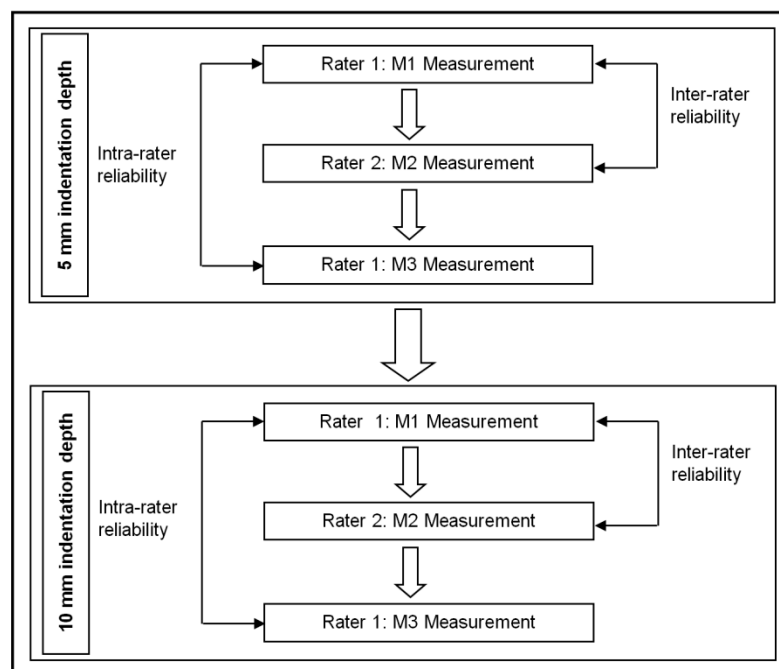 5 mm indentation depth
Rater 1: M1 Measurement
Inter-rater
reliability
Intra-rater
reliability
Rater 2: M2 Measurement
Rater 1: M3 Measurement
10 mm indentation depth
Rater 1: M1 Measurement
Inter-rater
reliability
Intra-rater
reliability
Rater 2: M2 Measurement
Rater 1: M3 Measurement